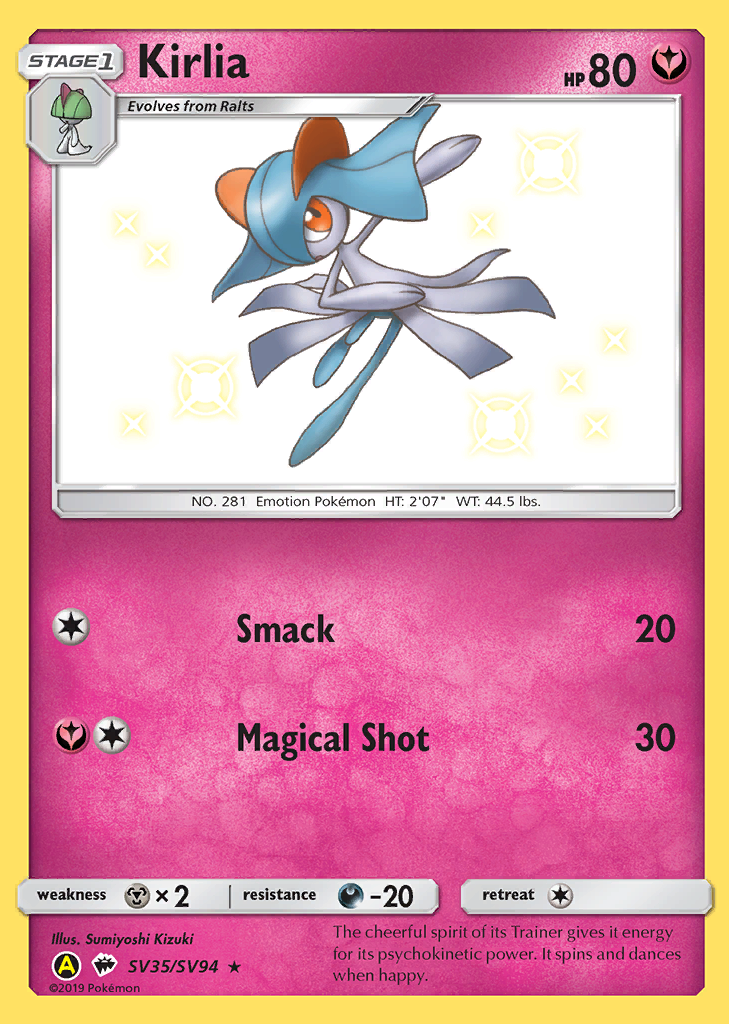 STAGE1 Kirlia HP80
Evolves from Ralts
NO. 281 Emotion Pokémon HT: 2'07" WT: 44.5 lbs.
Smack 20
Magical Shot 30
weakness ×2 resistance -20 retreat
Illus. Sumiyoshi Kizuki
The cheerful spirit of its Trainer gives it energy
for its psychokinetic power. It spins and dances
when happy.
A SV35/SV94 ★
©2019 Pokémon